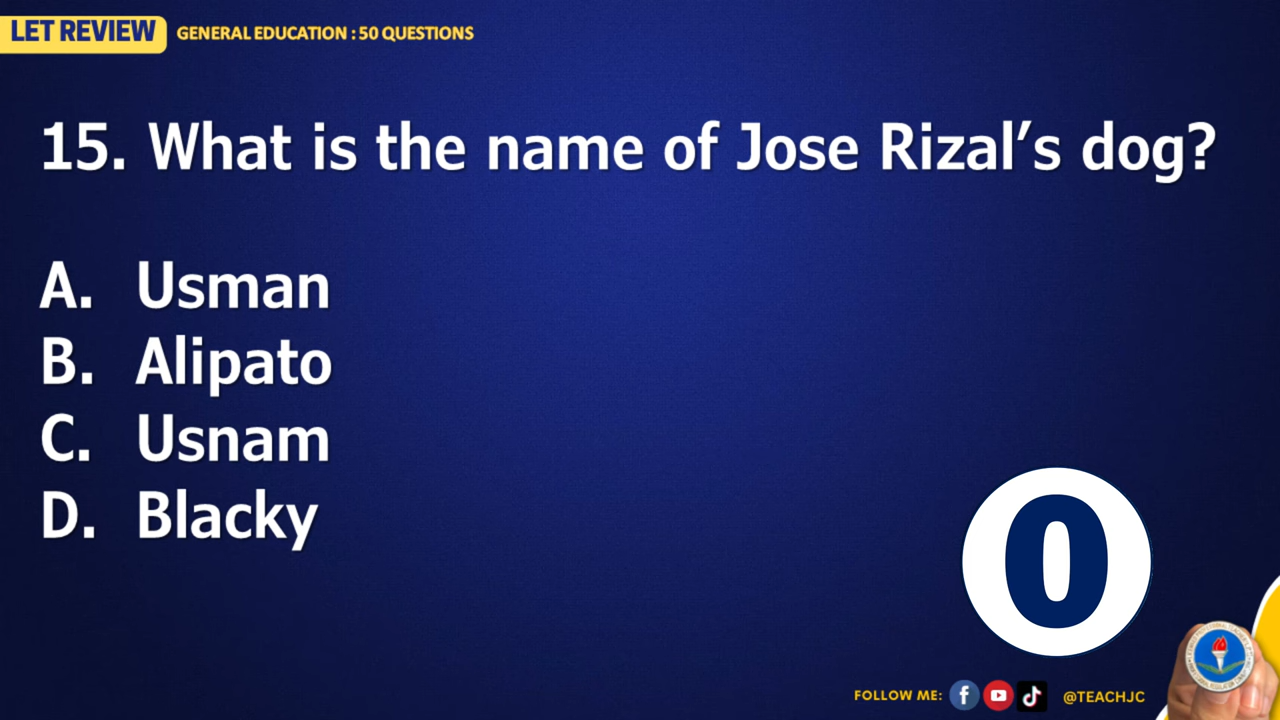 LET REVIEW
GENERAL EDUCATION : 50 QUESTIONS
15. What is the name of Jose Rizal’s dog?
A. Usman
B. Alipato
C. Usnam
D. Blacky
0
FOLLOW ME: @TEACHJC